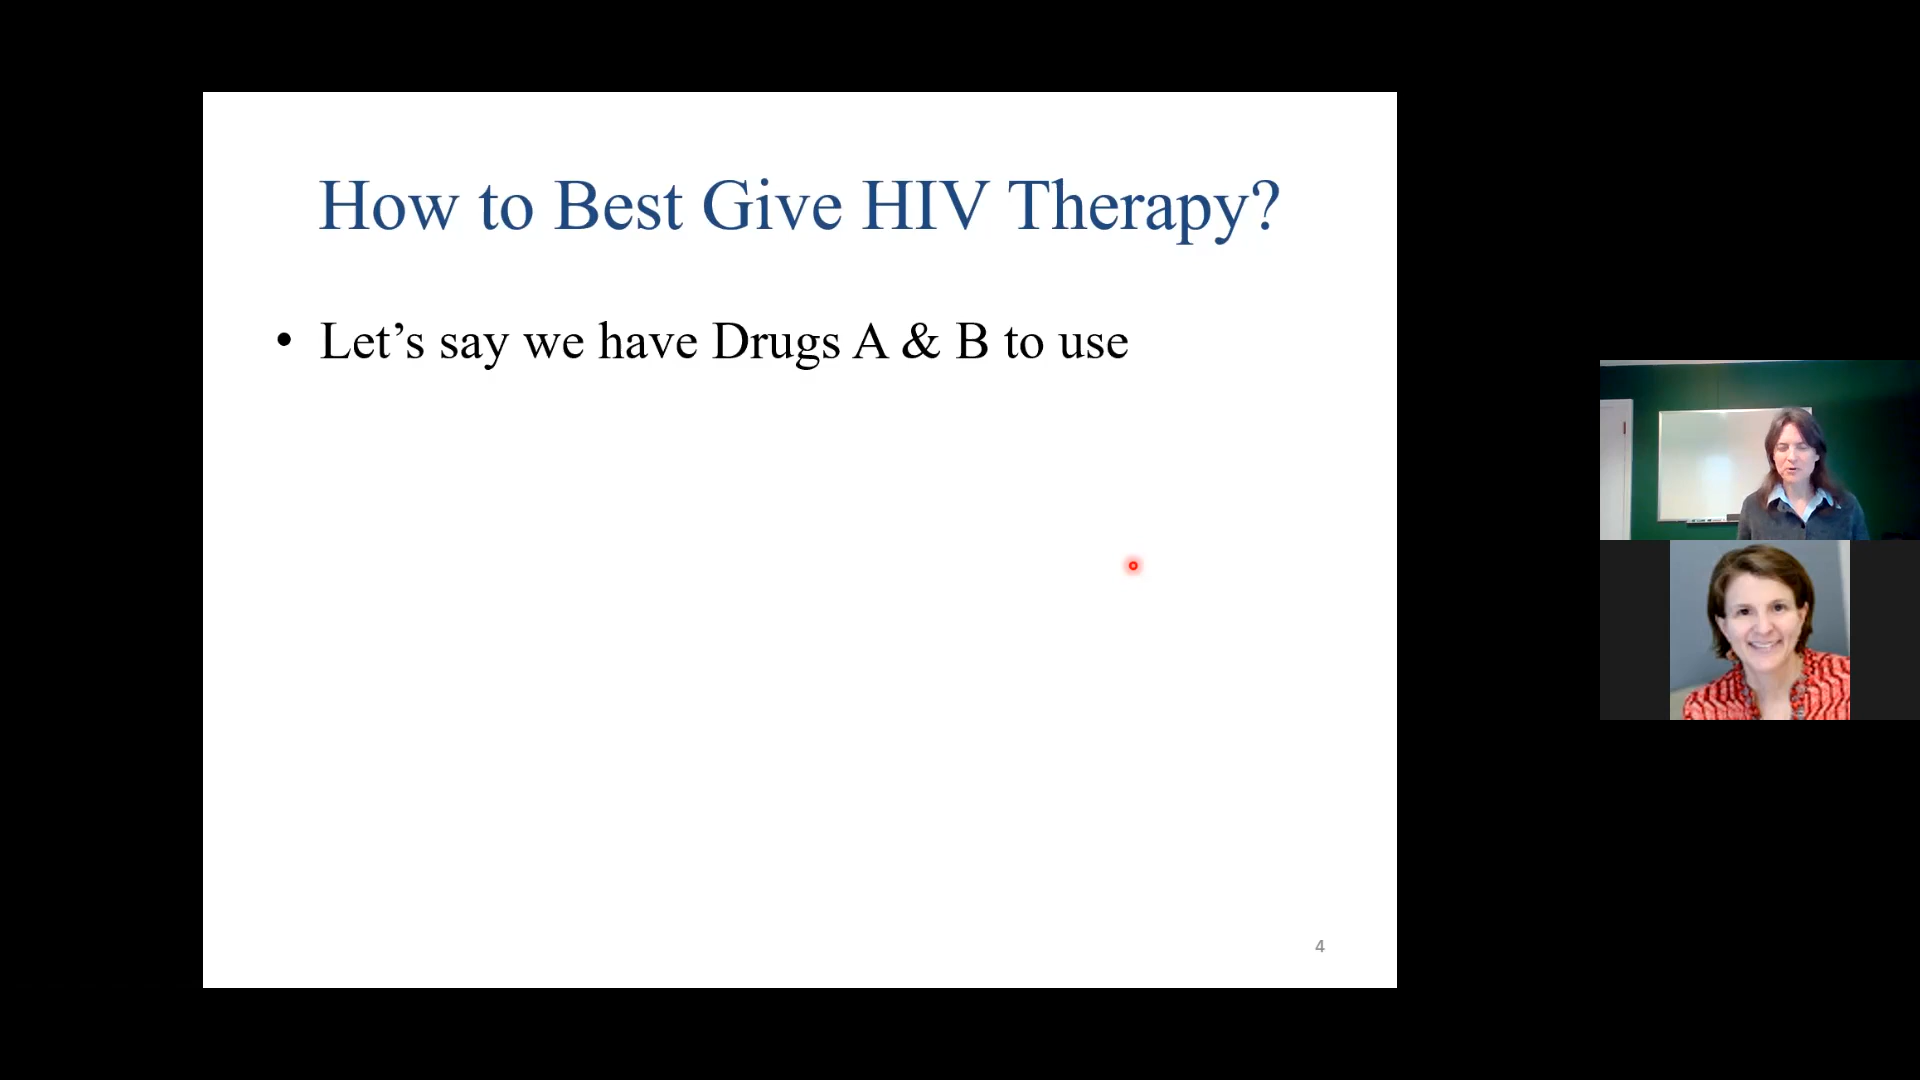 How to Best Give HIV Therapy?
• Let’s say we have Drugs A & B to use
4